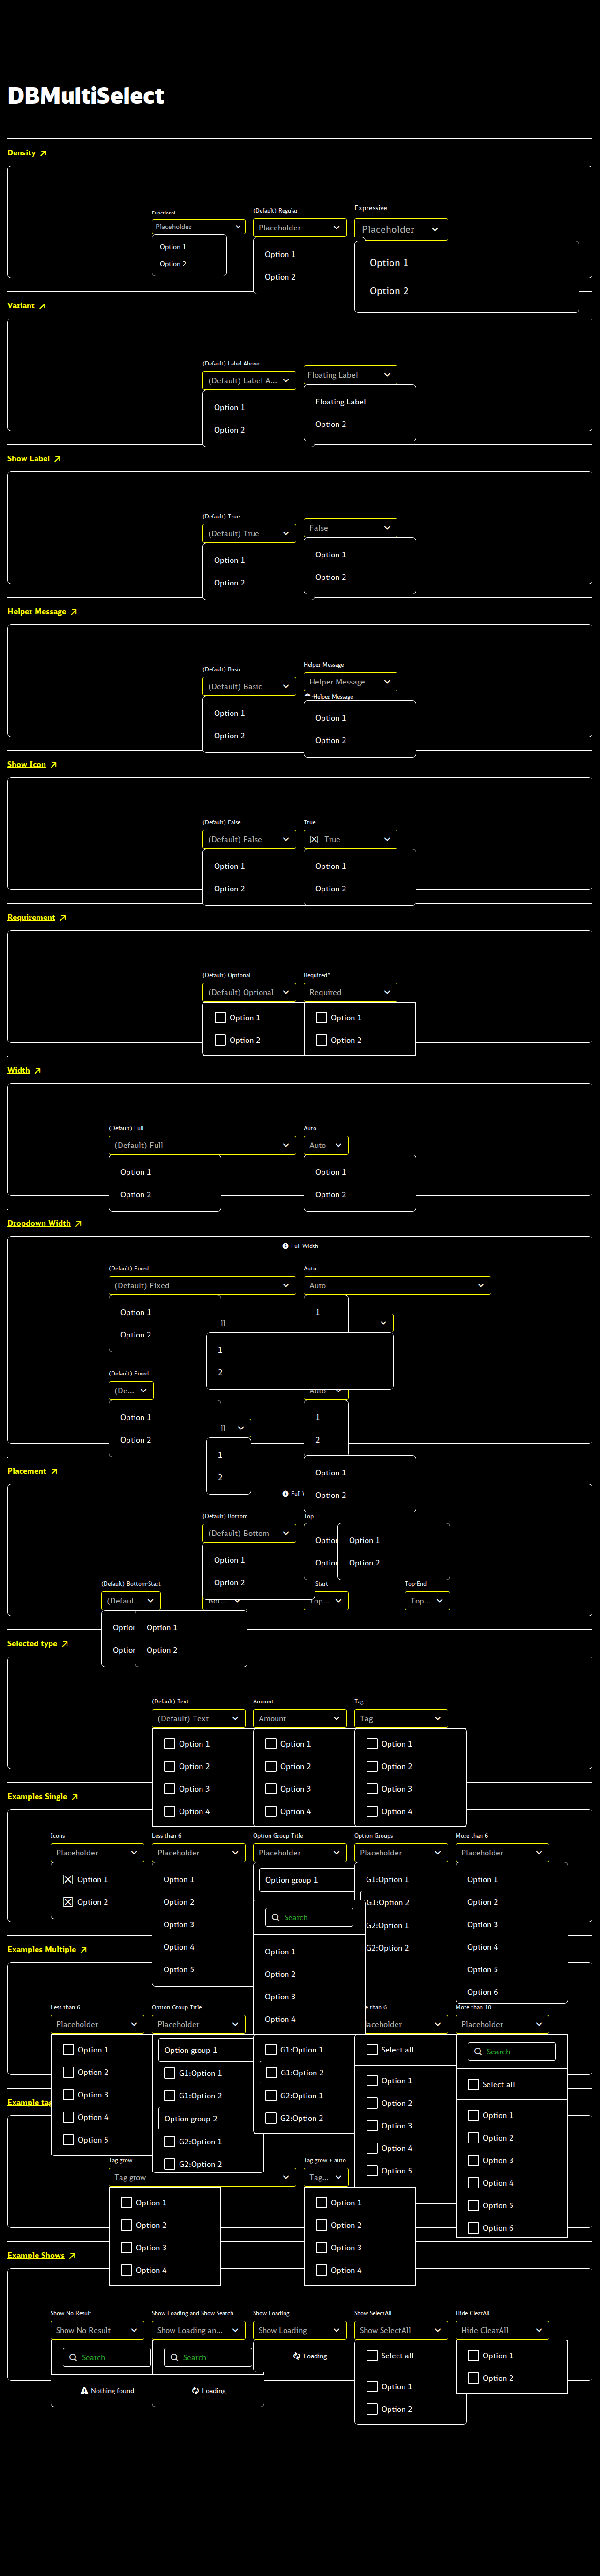 DBMultiSelect
Density
Functional
(Default) Regular
Expressive
Placeholder
Placeholder
Placeholder
Option 1
Option 2
Option 1
Option 2
Option 1
Option 2
Variant
(Default) Label Above
(Default) Label A...
Floating Label
Option 1
Option 2
Floating Label
Option 2
Show Label
(Default) True
(Default) True
False
Option 1
Option 2
Option 1
Option 2
Helper Message
(Default) Basic
Helper Message
(Default) Basic
Helper Message
Helper Message
Option 1
Option 2
Option 1
Option 2
Show Icon
(Default) False
True
(Default) False
True
Option 1
Option 2
Option 1
Option 2
Requirement
(Default) Optional
Required*
(Default) Optional
Required
Option 1
Option 2
Option 1
Option 2
Width
(Default) Full
Auto
(Default) Full
Auto
Option 1
Option 2
Option 1
Option 2
Dropdown Width
Full Width
(Default) Fixed
Auto
(Default) Fixed
Auto
Option 1
Option 2
1
1
2
(Default) Fixed
(De...
Auto
Option 1
Option 2
1
2
1
2
Placement
Option 1
Option 2
Full
(Default) Bottom
Top
(Default) Bottom
Option 1
Option 2
Option 1
Option 2
(Default) Bottom-Start
Start
Top-End
(Defaul...
Bot...
Top...
Top...
Option 1
Option 2
Selected type
(Default) Text
Amount
Tag
(Default) Text
Amount
Tag
Option 1
Option 2
Option 3
Option 4
Option 1
Option 2
Option 3
Option 4
Option 1
Option 2
Option 3
Option 4
Examples Single
Icons
Less than 6
Option Group Title
Option Groups
More than 6
Placeholder
Placeholder
Placeholder
Placeholder
Placeholder
Option 1
Option 2
Option 1
Option 2
Option 3
Option 4
Option 5
Option group 1
Search
Option 1
Option 2
Option 3
Option 4
G1:Option 1
G1:Option 2
G2:Option 1
G2:Option 2
Option 1
Option 2
Option 3
Option 4
Option 5
Option 6
Examples Multiple
Less than 6
Option Group Title
than 6
More than 10
Placeholder
Placeholder
laceholder
Placeholder
Option 1
Option 2
Option 3
Option 4
Option 5
Option group 1
G1:Option 1
G1:Option 2
Option group 2
G2:Option 1
G2:Option 2
G1:Option 1
G1:Option 2
G2:Option 1
G2:Option 2
Select all
Option 1
Option 2
Option 3
Option 4
Option 5
Search
Select all
Option 1
Option 2
Option 3
Option 4
Option 5
Option 6
Example tag
Tag grow
Tag grow + auto
Tag grow
Tag...
Option 1
Option 2
Option 3
Option 4
Option 1
Option 2
Option 3
Option 4
Example Shows
Show No Result
Show Loading and Show Search
Show Loading
Show SelectAll
Hide ClearAll
Show No Result
Show Loading an...
Show Loading
Show SelectAll
Hide ClearAll
Search
Nothing found
Search
Loading
Loading
Select all
Option 1
Option 2
Option 1
Option 2